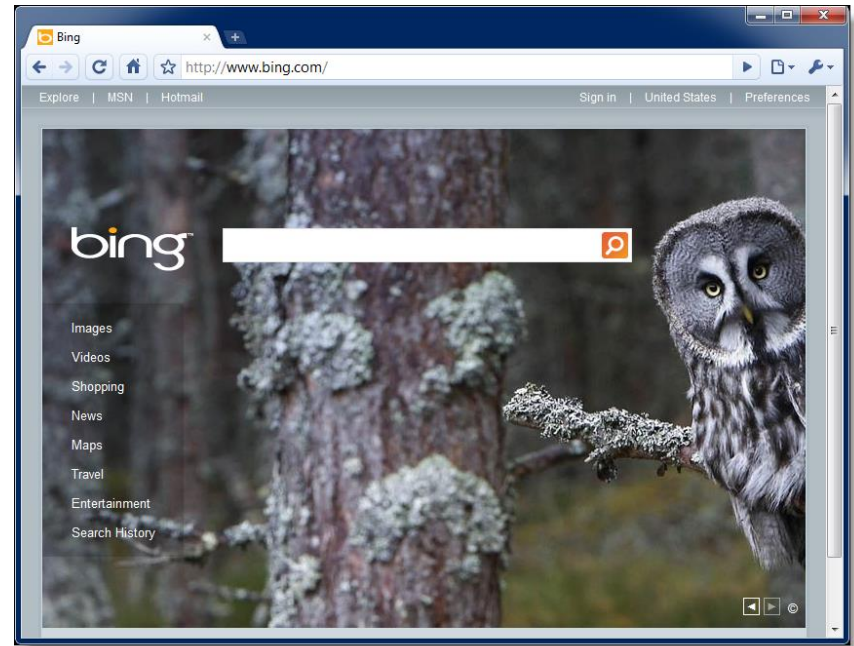 Bing
http://www.bing.com/
Explore | MSN | Hotmail
Sign in | United States | Preferences
bing™
Images
Videos
Shopping
News
Maps
Travel
Entertainment
Search History
©